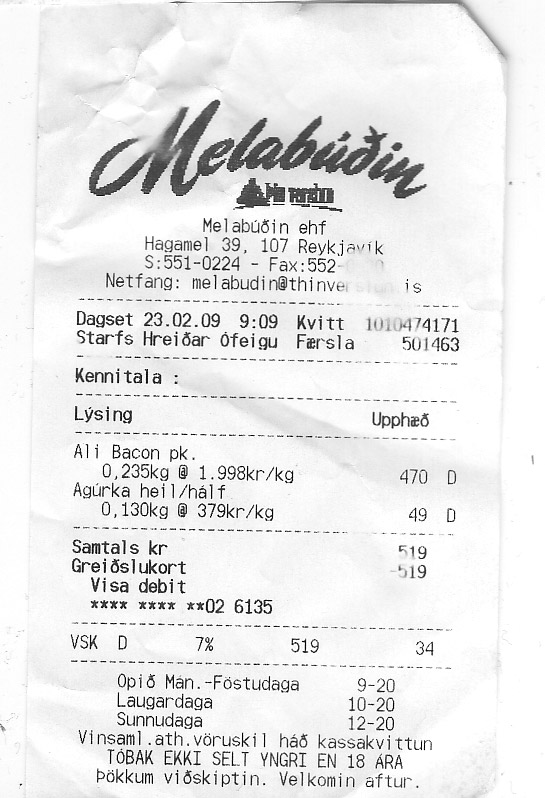 Melabúðin
Þín verslun
Melabúðin ehf
Hagamel 39, 107 Reykjavík
S:551-0224 - Fax:552-
Netfang: melabudin@thinverslun.is
Dagset 23.02.09 9:09 Kvitt 1010474171
Starfs Hreiðar Ófeigu Færsla 501463
Kennitala :
Lýsing Upphæð
Ali Bacon pk.
0,235kg @ 1.998kr/kg 470 D
Agúrka heil/hálf
0,130kg @ 379kr/kg 49 D
Samtals kr 519
Greiðslukort -519
Visa debit
**** **** **02 6135
VSK D 7% 519 34
Opið Mán.-Föstudaga 9-20
Laugardaga 10-20
Sunnudaga 12-20
Vinsaml.ath.vöruskil háð kassakvittun
TÓBAK EKKI SELT YNGRI EN 18 ÁRA
Þökkum viðskiptin. Velkomin aftur.